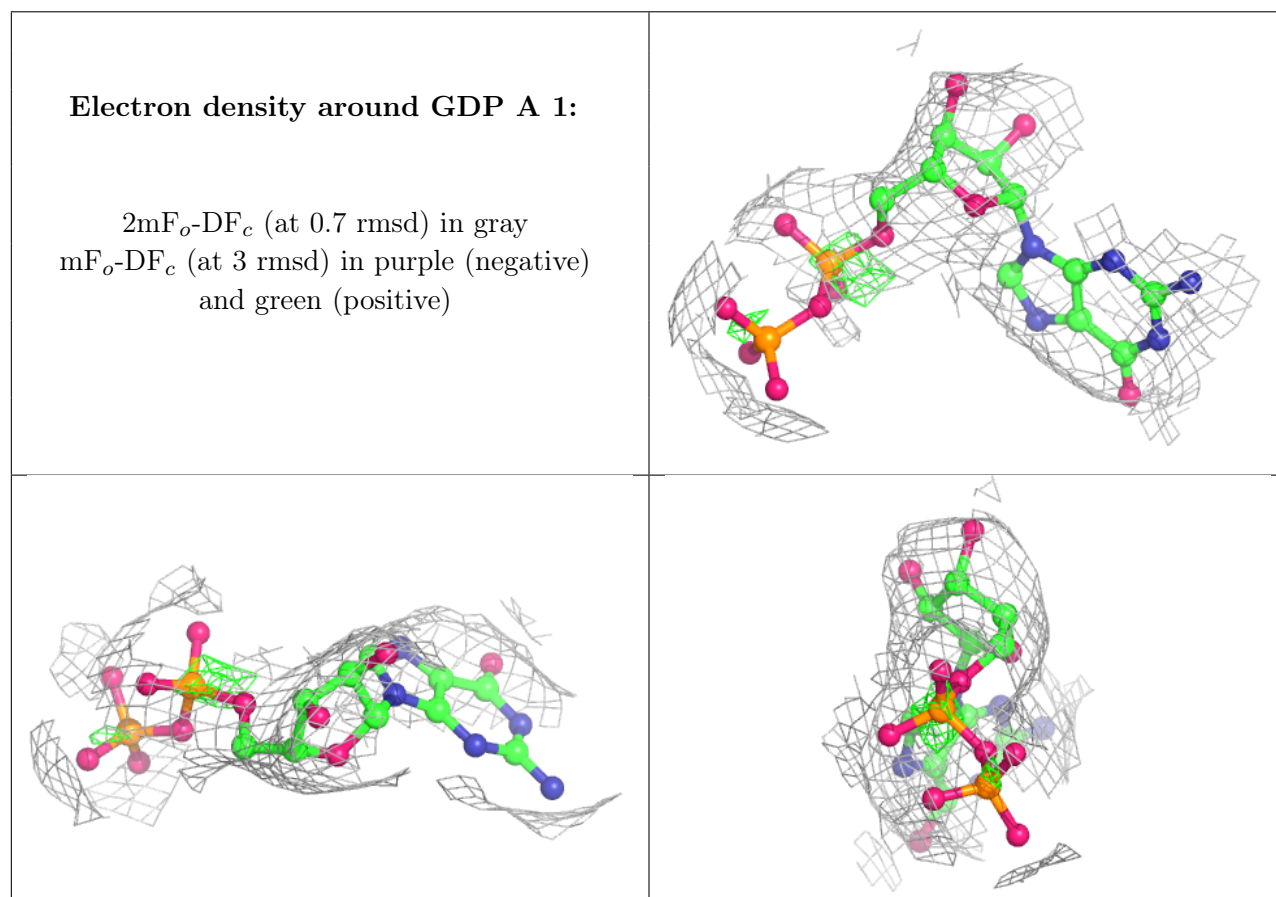 Electron density around GDP A 1:
2mFo-DFc (at 0.7 rmsd) in gray
mFo-DFc (at 3 rmsd) in purple (negative)
and green (positive)